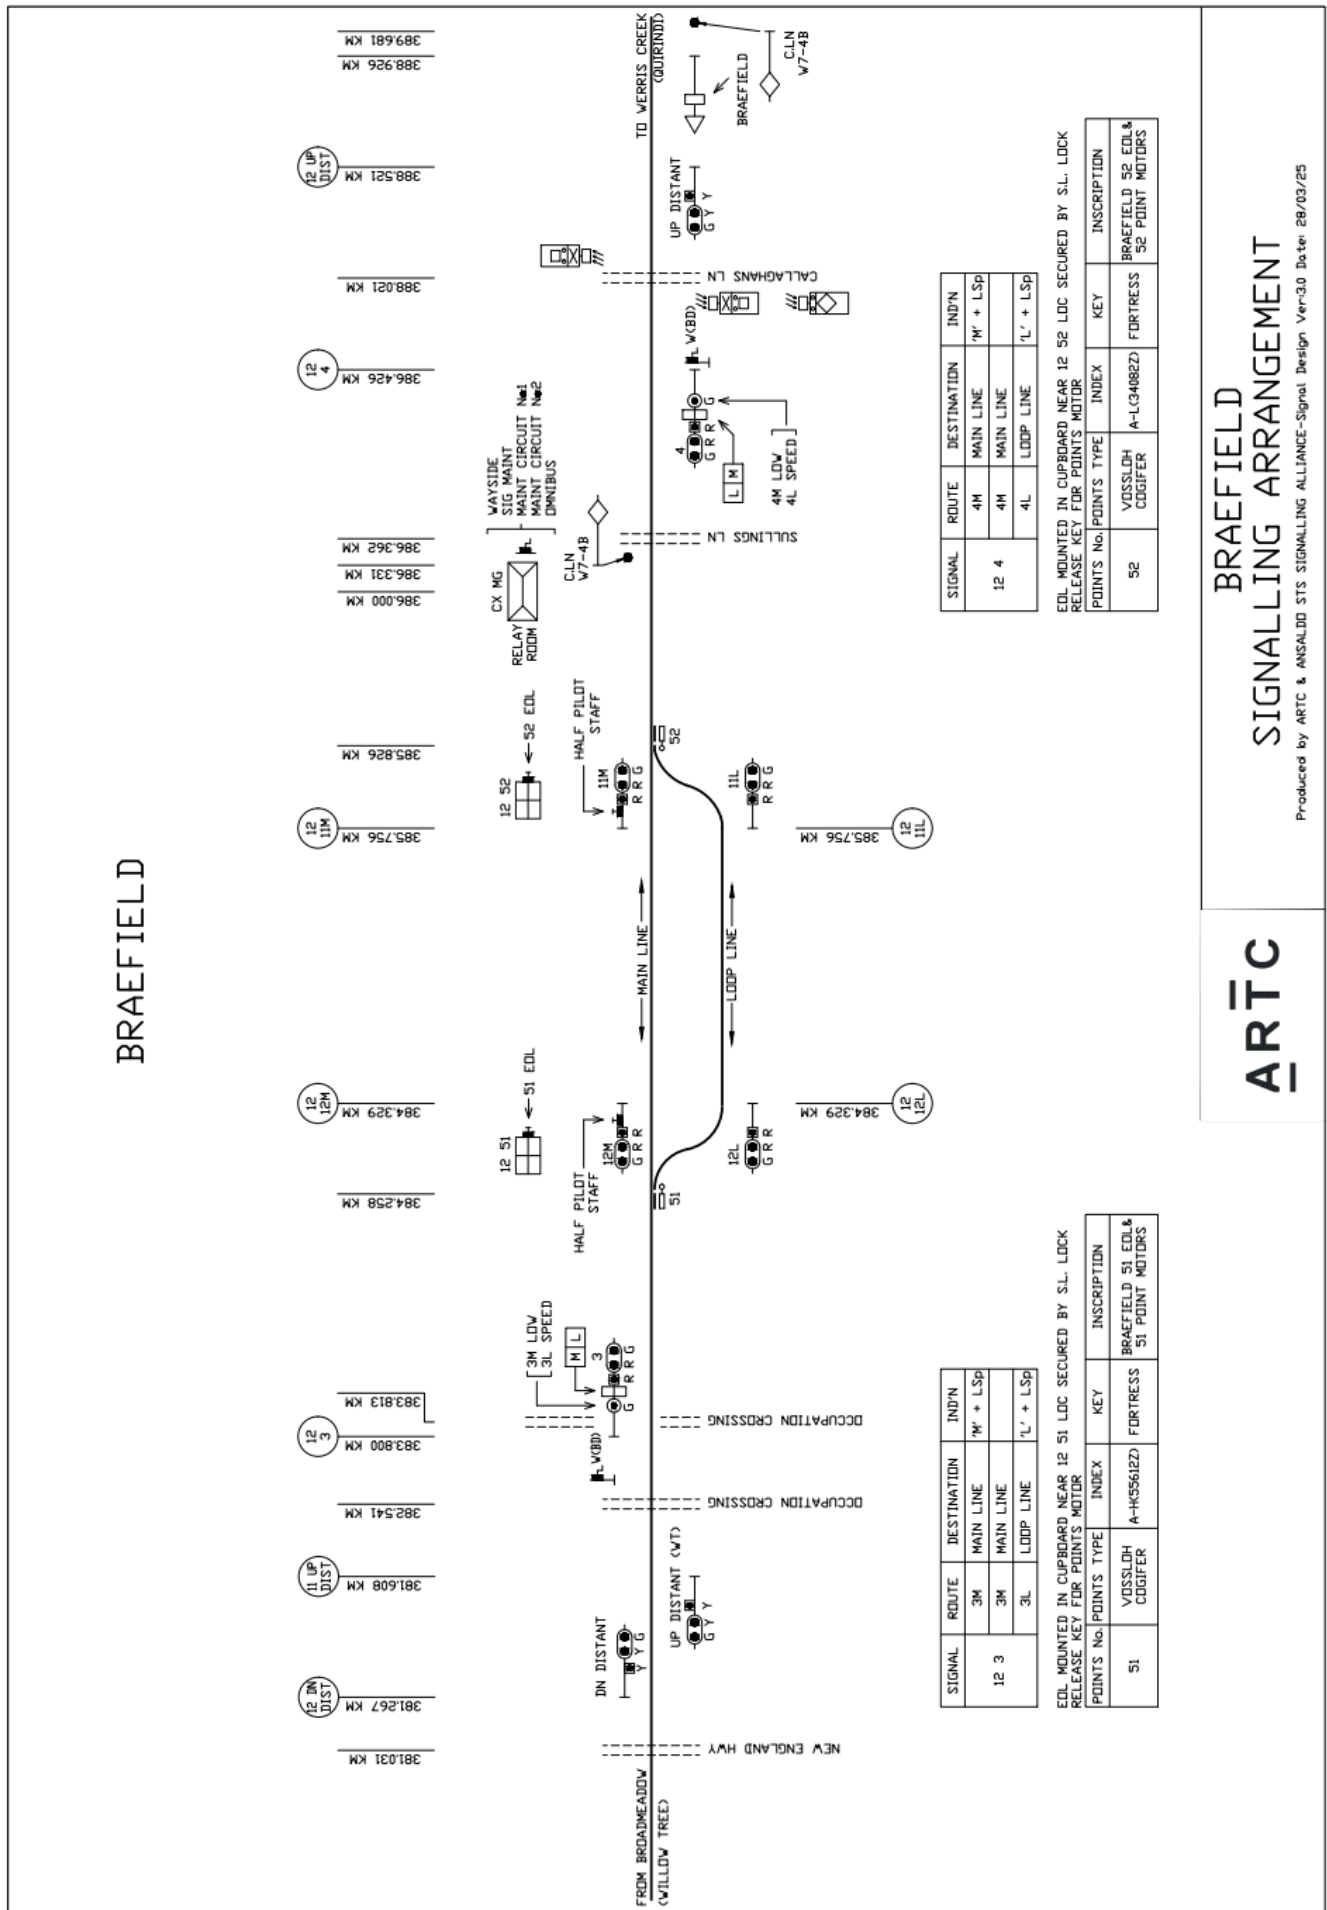 BRAEFIELD
381.031 KM
12 DN
DIST
381.267 KM
11 UP
DIST
381.608 KM
382.541 KM
12
3
383.800 KM
383.813 KM
384.258 KM
12
12M
384.329 KM
12
11M
385.756 KM
385.826 KM
386.000 KM
386.331 KM
386.362 KM
12
4
386.426 KM
388.021 KM
12 UP
DIST
388.521 KM
388.926 KM
389.681 KM
WAYSIDE
SIG MAINT
MAINT CIRCUIT No1
MAINT CIRCUIT No2
OMNIBUS
CX MG
RELAY
ROOM
12 51
51 EOL
12 52
52 EOL
3M LOW
3L SPEED
M L
3
R R G
G
W(BD)
HALF PILOT
STAFF
12M
G R R
HALF PILOT
STAFF
11M
R R G
C.LN
W7-4B
DN DISTANT
Y Y G
FROM BROADMEADOW
(WILLOW TREE)
MAIN LINE
TO WERRIS CREEK
(QUIRINDI)
51
52
LOOP LINE
NEW ENGLAND HWY
UP DISTANT (WT)
G Y Y
OCCUPATION CROSSING
OCCUPATION CROSSING
12L
G R R
11L
R R G
SULLINGS LN
4
G R R
G
W(BD)
L M
4M LOW
4L SPEED
CALLAGHANS LN
UP DISTANT
G Y Y
BRAEFIELD
C.LN
W7-4B
384.329 KM
12
12L
385.756 KM
12
11L
SIGNAL ROUTE DESTINATION IND'N
12 3 3M MAIN LINE 'M' + LSp
3M MAIN LINE
3L LOOP LINE 'L' + LSp
EOL MOUNTED IN CUPBOARD NEAR 12 51 LOC SECURED BY S.L. LOCK
RELEASE KEY FOR POINTS MOTOR
POINTS No. POINTS TYPE INDEX KEY INSCRIPTION
51 VOSSLOH COGIFER A-H(55612Z) FORTRESS BRAEFIELD 51 EOL& 51 POINT MOTORS
SIGNAL ROUTE DESTINATION IND'N
12 4 4M MAIN LINE 'M' + LSp
4M MAIN LINE
4L LOOP LINE 'L' + LSp
EOL MOUNTED IN CUPBOARD NEAR 12 52 LOC SECURED BY S.L. LOCK
RELEASE KEY FOR POINTS MOTOR
POINTS No. POINTS TYPE INDEX KEY INSCRIPTION
52 VOSSLOH COGIFER A-L(34082Z) FORTRESS BRAEFIELD 52 EOL& 52 POINT MOTORS
ARTC
BRAEFIELD
SIGNALLING ARRANGEMENT
Produced by ARTC & ANSALDO STS SIGNALLING ALLIANCE-Signal Design Ver:3.0 Date: 28/03/25